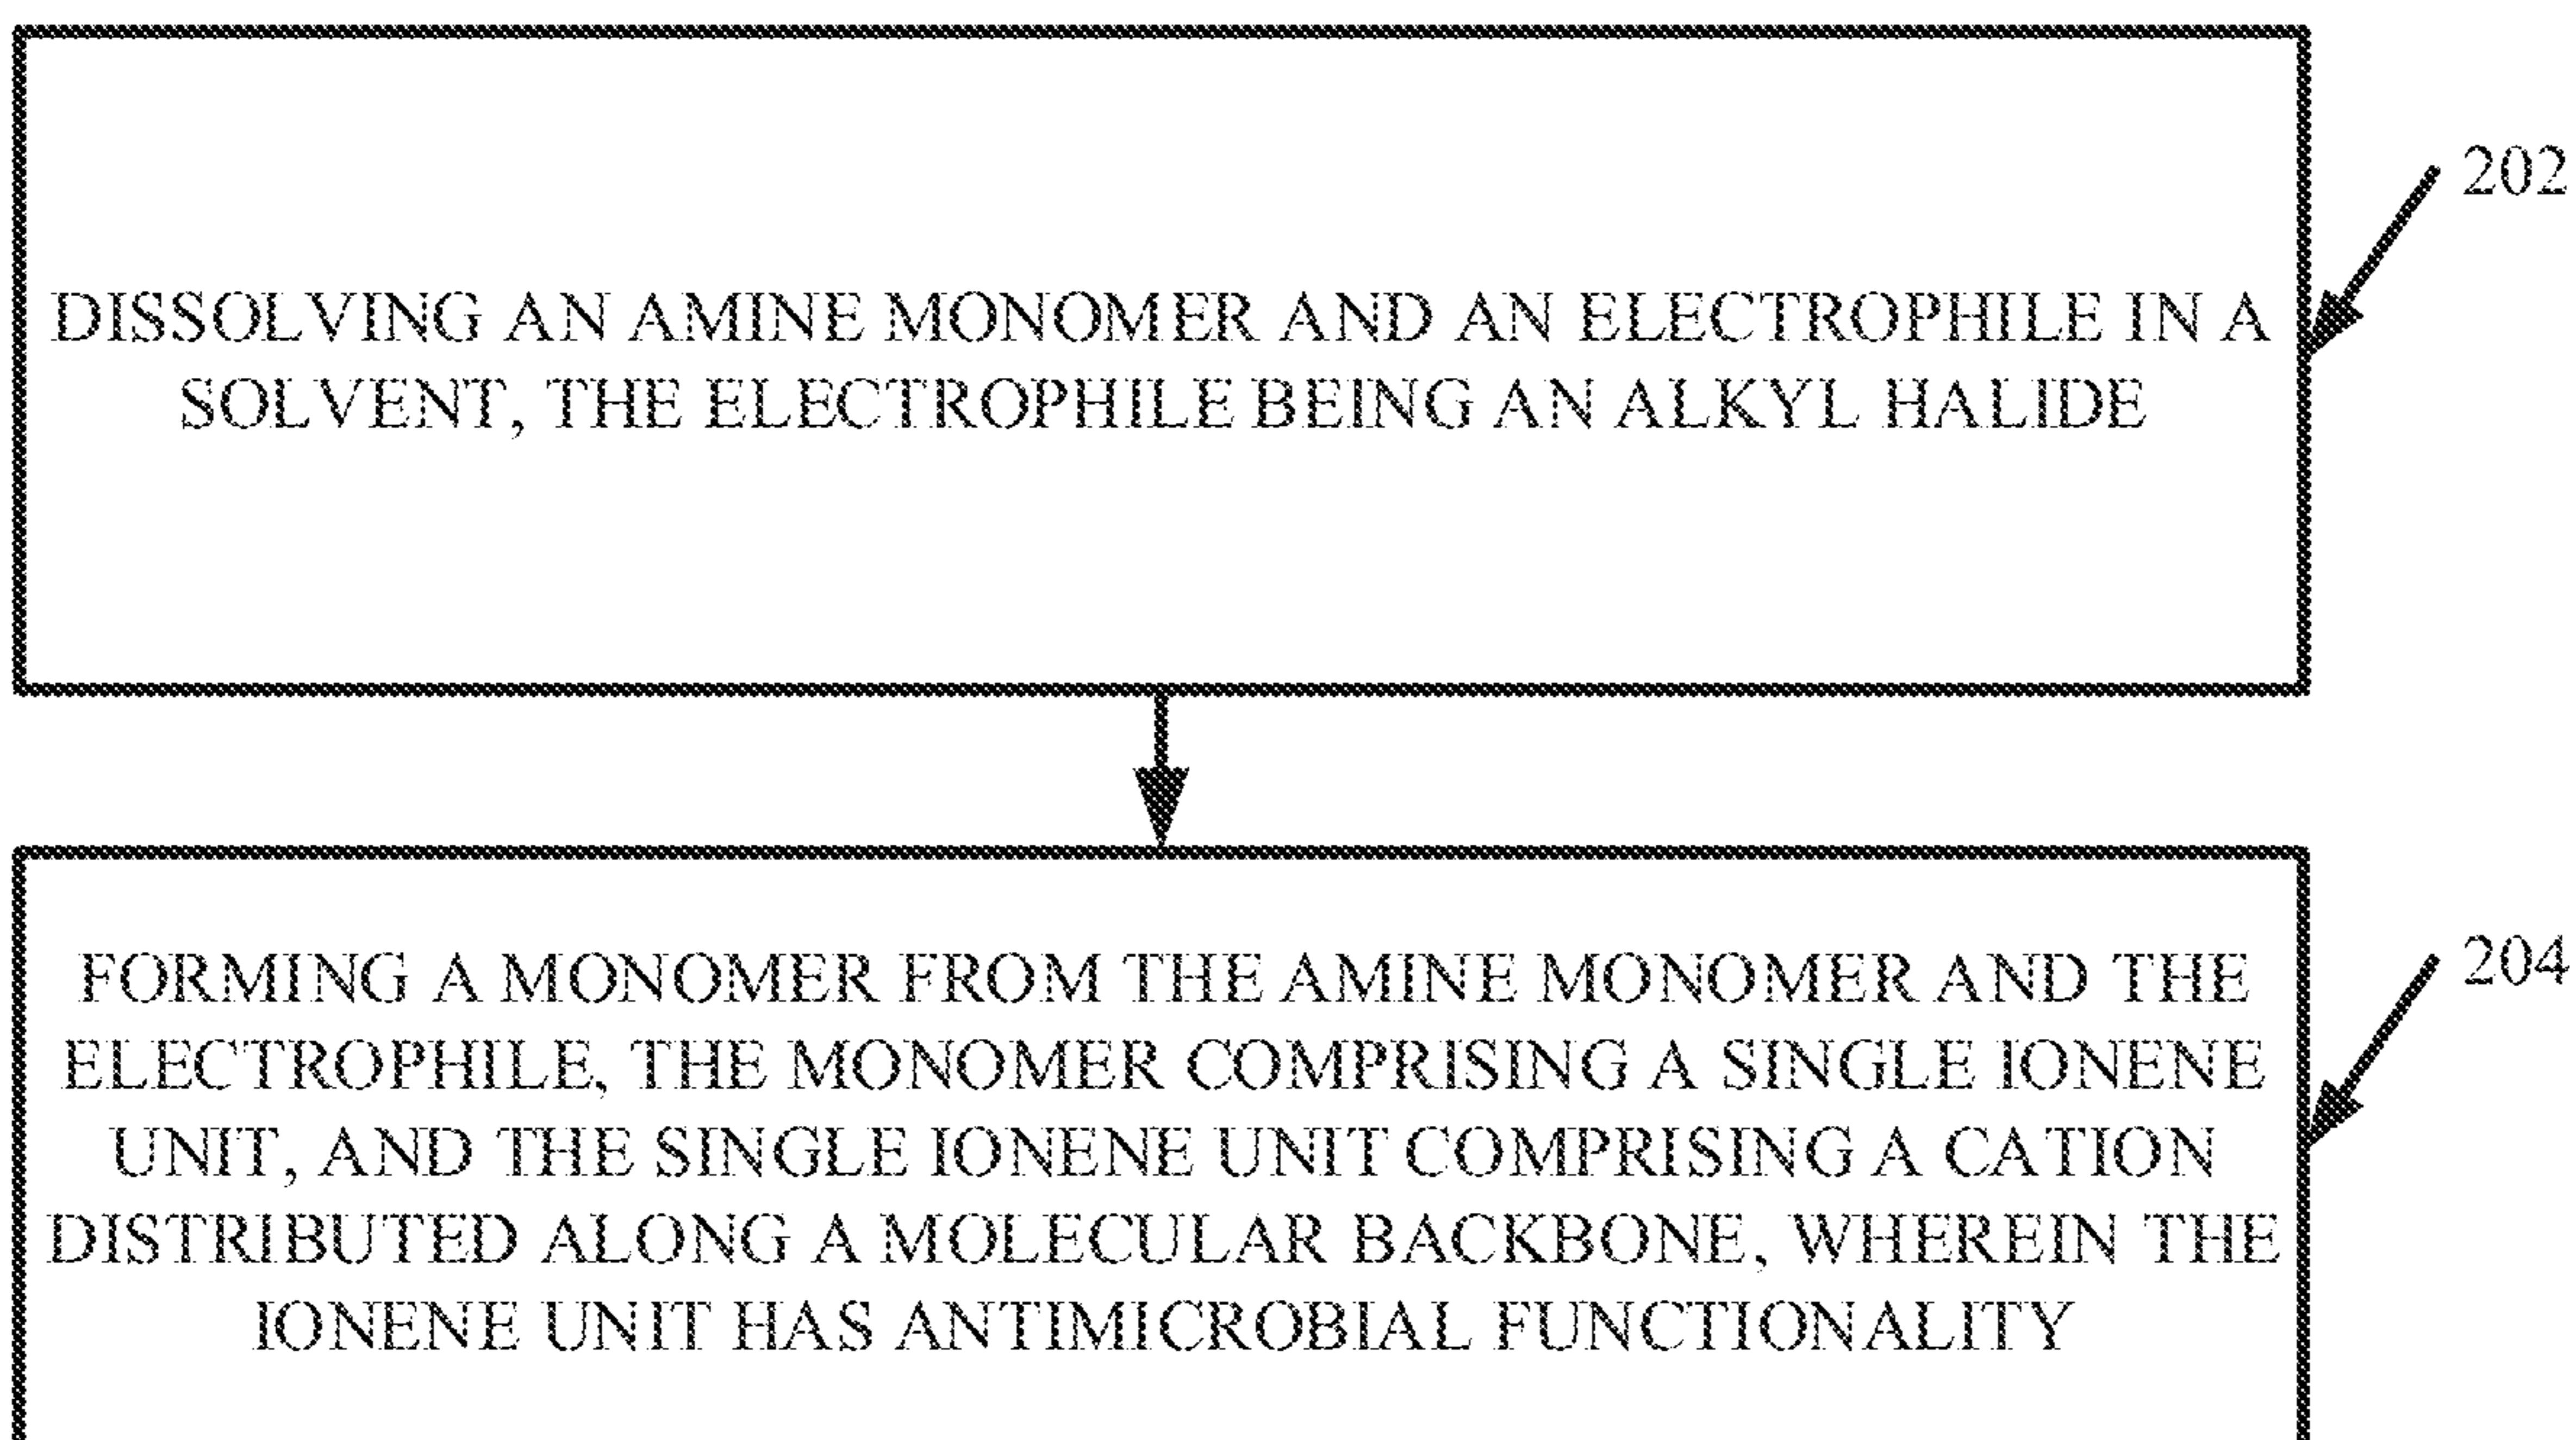 202
DISSOLVING AN AMINE MONOMER AND AN ELECTROPHILE IN A
SOLVENT, THE ELECTROPHILE BEING AN ALKYL HALIDE
204
FORMING A MONOMER FROM THE AMINE MONOMER AND THE
ELECTROPHILE, THE MONOMER COMPRISING A SINGLE IONENE
UNIT, AND THE SINGLE IONENE UNIT COMPRISING A CATION
DISTRIBUTED ALONG A MOLECULAR BACKBONE, WHEREIN THE
IONENE UNIT HAS ANTIMICROBIAL FUNCTIONALITY